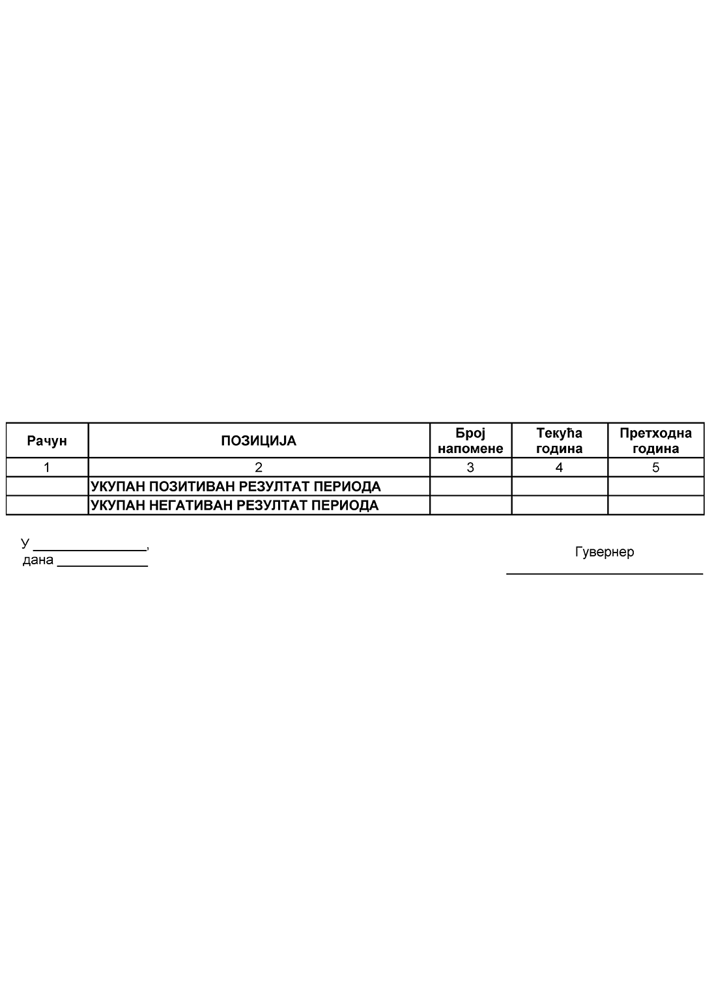 Рачун ПОЗИЦИЈА Број напомене Текућа година Претходна година
1 2 3 4 5
УКУПАН ПОЗИТИВАН РЕЗУЛТАТ ПЕРИОДА
УКУПАН НЕГАТИВАН РЕЗУЛТАТ ПЕРИОДА
У ________________,
дана _____________
Гувернер